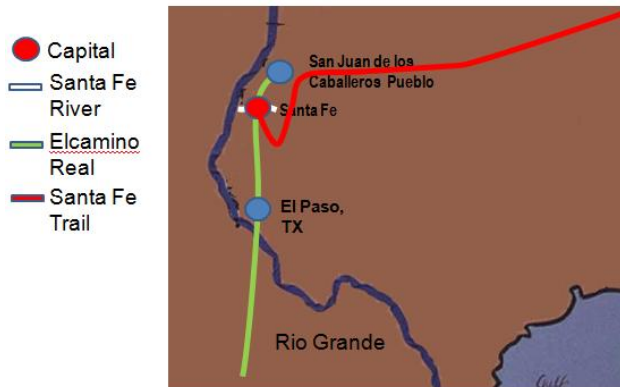 Capital
Santa Fe
River
Elcamino
Real
Santa Fe
Trail
San Juan de los
Caballeros Pueblo
Santa Fe
El Paso,
TX
Rio Grande
Gulf